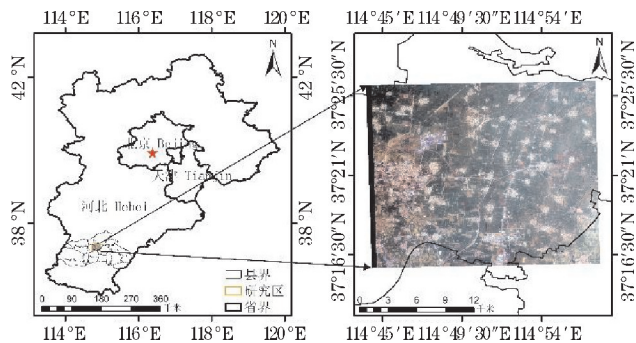 114°E 116°E 118°E 120°E
114°45′E 114°49′30″E 114°54′E
N
N
42°N
38°N
37°25′30″N
37°21′N
37°16′30″N
37°25′30″N
37°21′N
37°16′30″N
北京 Beijing
天津 Tianjin
河北 Hebei
县界
研究区
省界
0 90 180 270 360
千米
0 3 6 9 12
千米
114°E 116°E 118°E 120°E
114°45′E 114°49′30″E 114°54′E